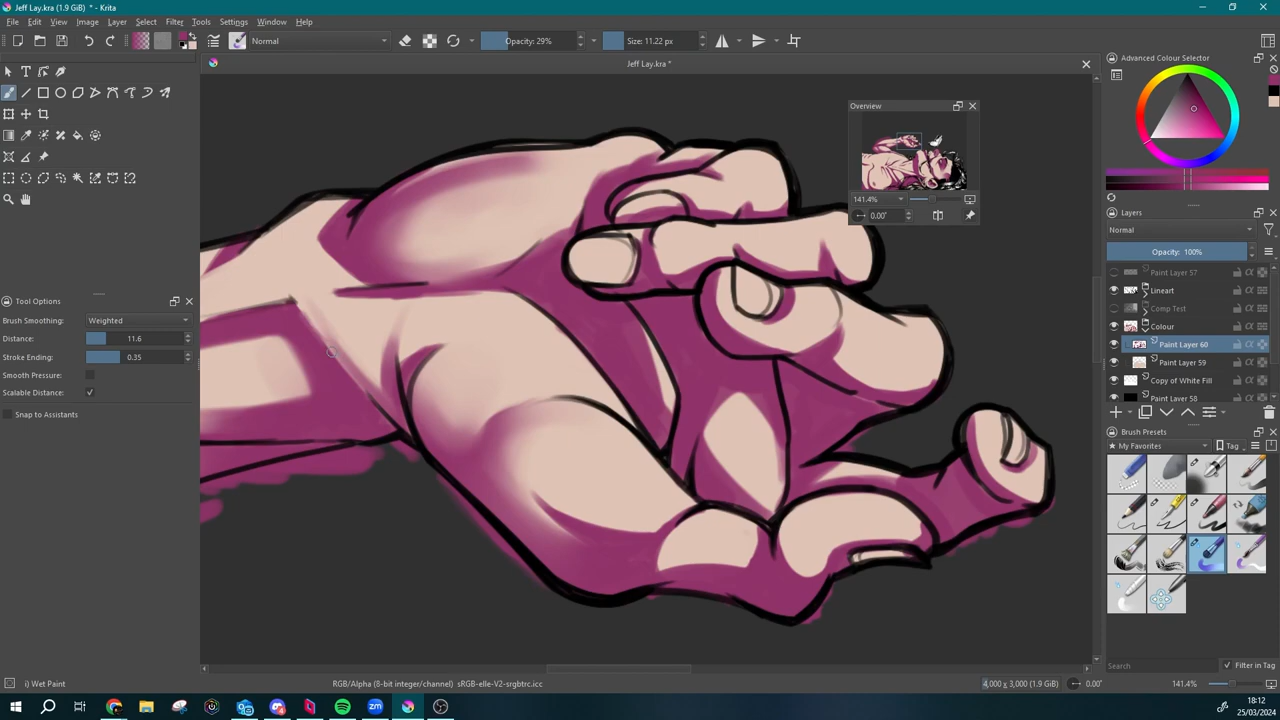 Jeff Lay.kra (1.9 GiB) * - Krita
File Edit View Image Layer Select Filter Tools Settings Window Help
Normal
Opacity: 29%
Size: 11.22 px
Jeff Lay.kra *
Advanced Colour Selector
Overview
141.4%
0.00°
Layers
Normal
Opacity: 100%
Paint Layer 57
Lineart
Comp Test
Colour
Paint Layer 60
Paint Layer 59
Copy of White Fill
Paint Layer 58
Tool Options
Brush Smoothing: Weighted
Distance: 11.6
Stroke Ending: 0.35
Smooth Pressure:
Scalable Distance:
Snap to Assistants
Brush Presets
My Favorites
Tag
Search
Filter in Tag
i) Wet Paint
RGB/Alpha (8-bit integer/channel) sRGB-elle-V2-srgbtrc.icc
4,000 x 3,000 (1.9 GiB)
0.00°
141.4%
zm
18:12
25/03/2024